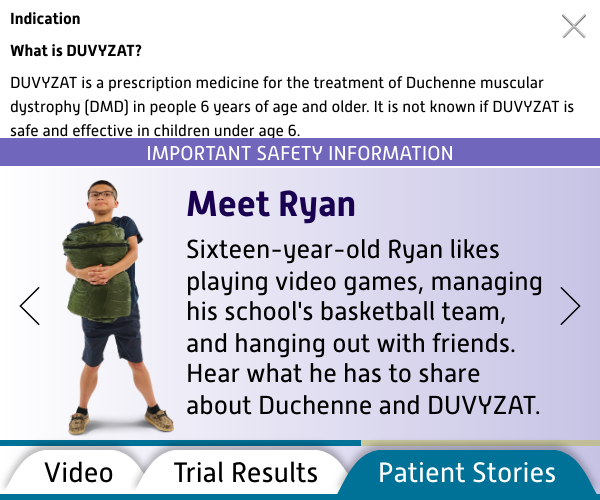 Indication
What is DUVYZAT?
DUVYZAT is a prescription medicine for the treatment of Duchenne muscular
dystrophy (DMD) in people 6 years of age and older. It is not known if DUVYZAT is
safe and effective in children under age 6.
IMPORTANT SAFETY INFORMATION
Meet Ryan
Sixteen-year-old Ryan likes
playing video games, managing
his school's basketball team,
and hanging out with friends.
Hear what he has to share
about Duchenne and DUVYZAT.
Video
Trial Results
Patient Stories